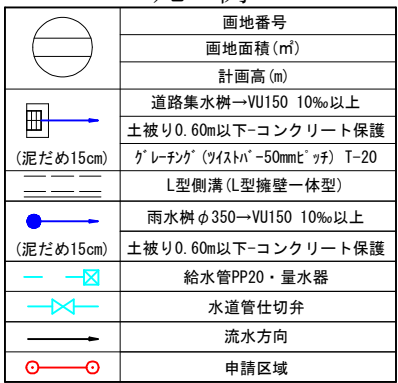 画地番号
画地面積(㎡)
計画高(m)
道路集水桝→VU150 10‰以上
土被り0.60m以下-コンクリート保護
(泥だめ15cm)
グレーチング(ツイストバー50mmピッチ) T-20
L型側溝(L型擁壁一体型)
雨水桝φ350→VU150 10‰以上
(泥だめ15cm)
土被り0.60m以下-コンクリート保護
給水管PP20・量水器
水道管仕切弁
流水方向
申請区域